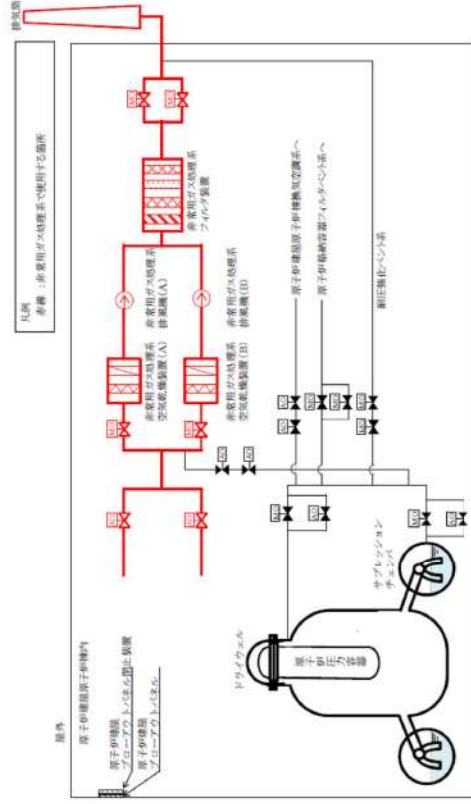 排気筒
凡例
赤線：非常用ガス処理系で使用する箇所
屋外
原子炉建屋原子炉棟内
原子炉建屋
ブローアウトパネル閉止装置
原子炉建屋
ブローアウトパネル
AO
AO
MO
MO
非常用ガス処理系
空気乾燥装置(A)
非常用ガス処理系
空気乾燥装置(B)
非常用ガス処理系
排風機(A)
非常用ガス処理系
排風機(B)
非常用ガス処理系
フィルタ装置
MO
MO
AO
AO
原子炉建屋原子炉棟換気空調系へ
原子炉格納容器フィルタベント系へ
耐圧強化ベント系
ドライウェル
原子炉圧力容器
サプレッション
チェンバ